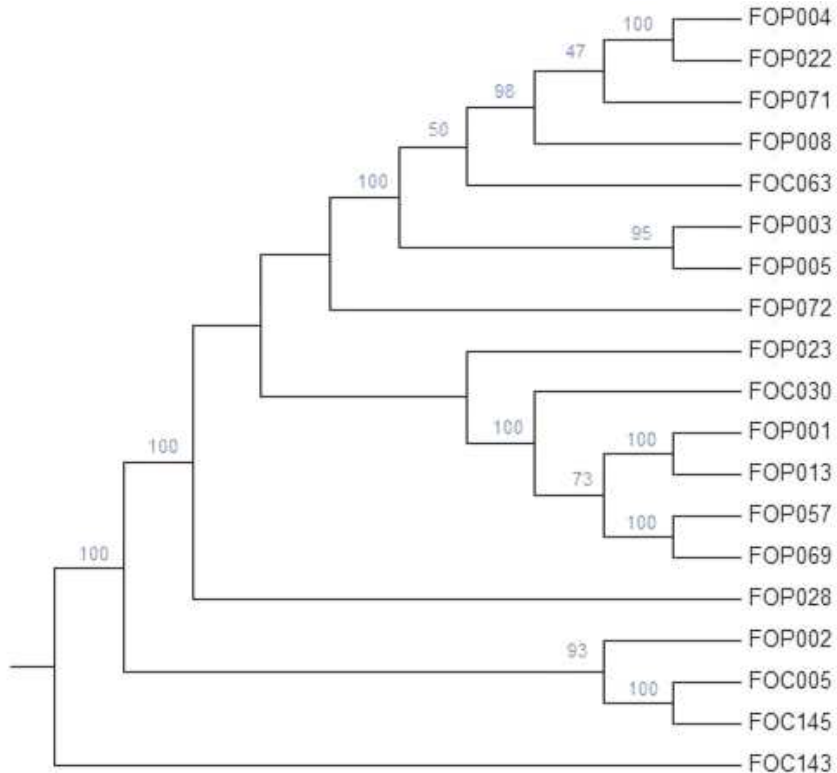 FOP004
100
FOP022
47
98
FOP071
50
FOP008
100
FOC063
FOP003
95
FOP005
FOP072
FOP023
FOC030
100
100
FOP001
100
73
FOP013
FOP057
100
FOP069
100
FOP028
93
FOP002
100
FOC005
FOC145
FOC143